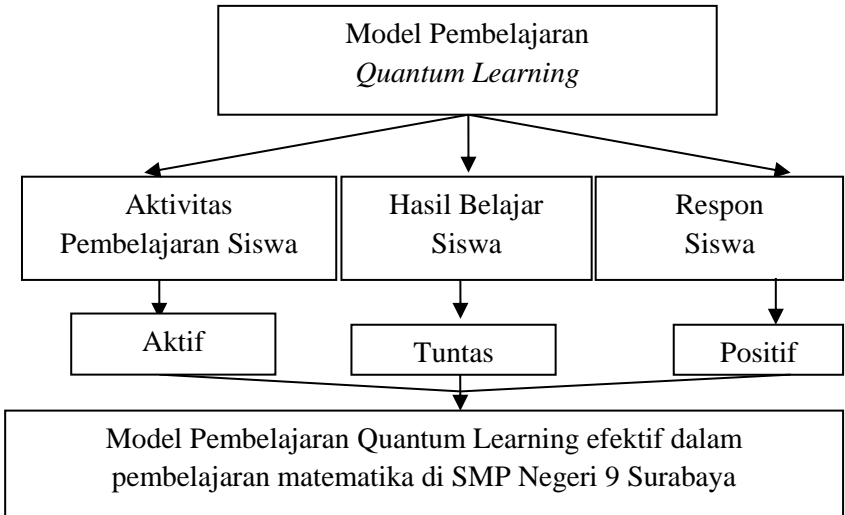 Model Pembelajaran
Quantum Learning
Aktivitas
Pembelajaran Siswa
Hasil Belajar
Siswa
Respon
Siswa
Aktif
Tuntas
Positif
Model Pembelajaran Quantum Learning efektif dalam
pembelajaran matematika di SMP Negeri 9 Surabaya